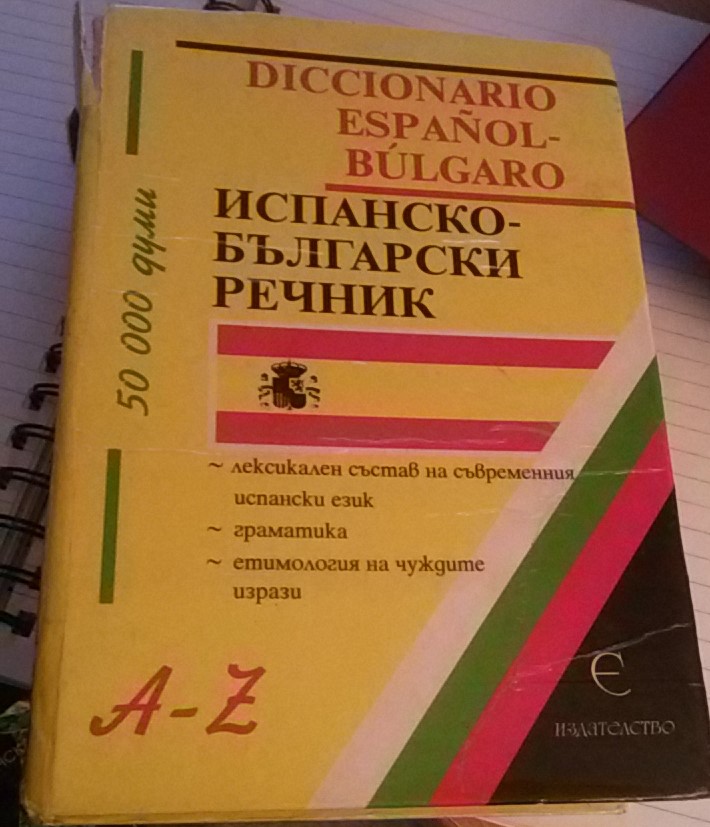 DICCIONARIO
ESPAÑOL-
BÚLGARO
ИСПАНСКО-
БЪЛГАРСКИ
РЕЧНИК
50 000 думи
~ лексикален състав на съвременния
испански език
~ граматика
~ етимология на чуждите
изрази
A-Z
Є
ИЗДАТЕЛСТВО